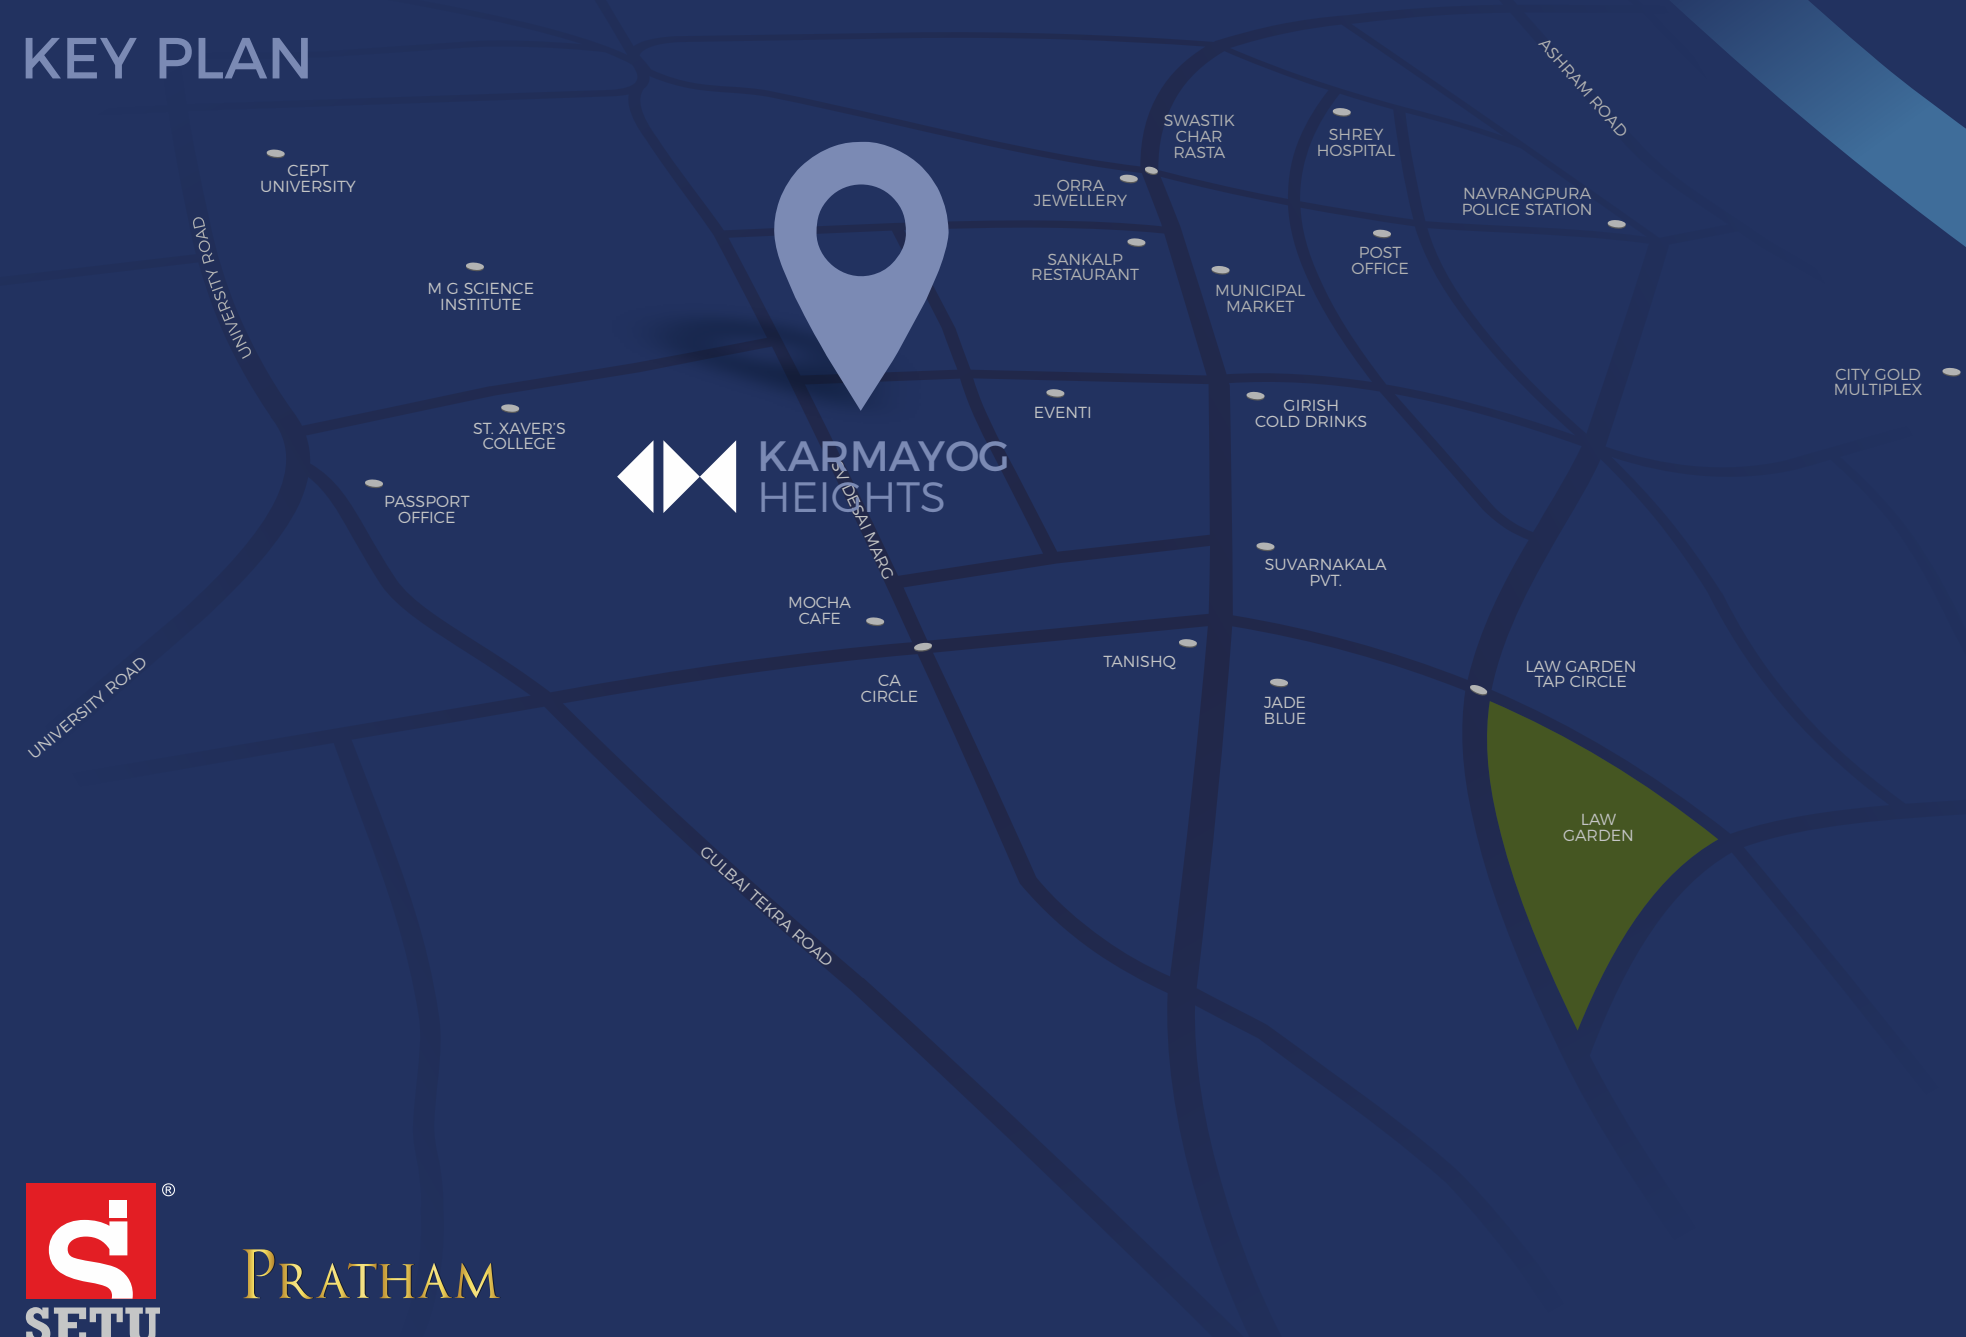 KEY PLAN
ASHRAM ROAD
SWASTIK
CHAR
RASTA
SHREY
HOSPITAL
CEPT
UNIVERSITY
ORRA
JEWELLERY
NAVRANGPURA
POLICE STATION
UNIVERSITY ROAD
SANKALP
RESTAURANT
POST
OFFICE
M G SCIENCE
INSTITUTE
MUNICIPAL
MARKET
CITY GOLD
MULTIPLEX
EVENTI
GIRISH
COLD DRINKS
ST. XAVER'S
COLLEGE
KARMAYOG
HEIGHTS
SV DESAI MARG
PASSPORT
OFFICE
SUVARNAKALA
PVT.
MOCHA
CAFE
TANISHQ
LAW GARDEN
TAP CIRCLE
UNIVERSITY ROAD
CA
CIRCLE
JADE
BLUE
LAW
GARDEN
GULBAI TEKRA ROAD
®
PRATHAM
SETU